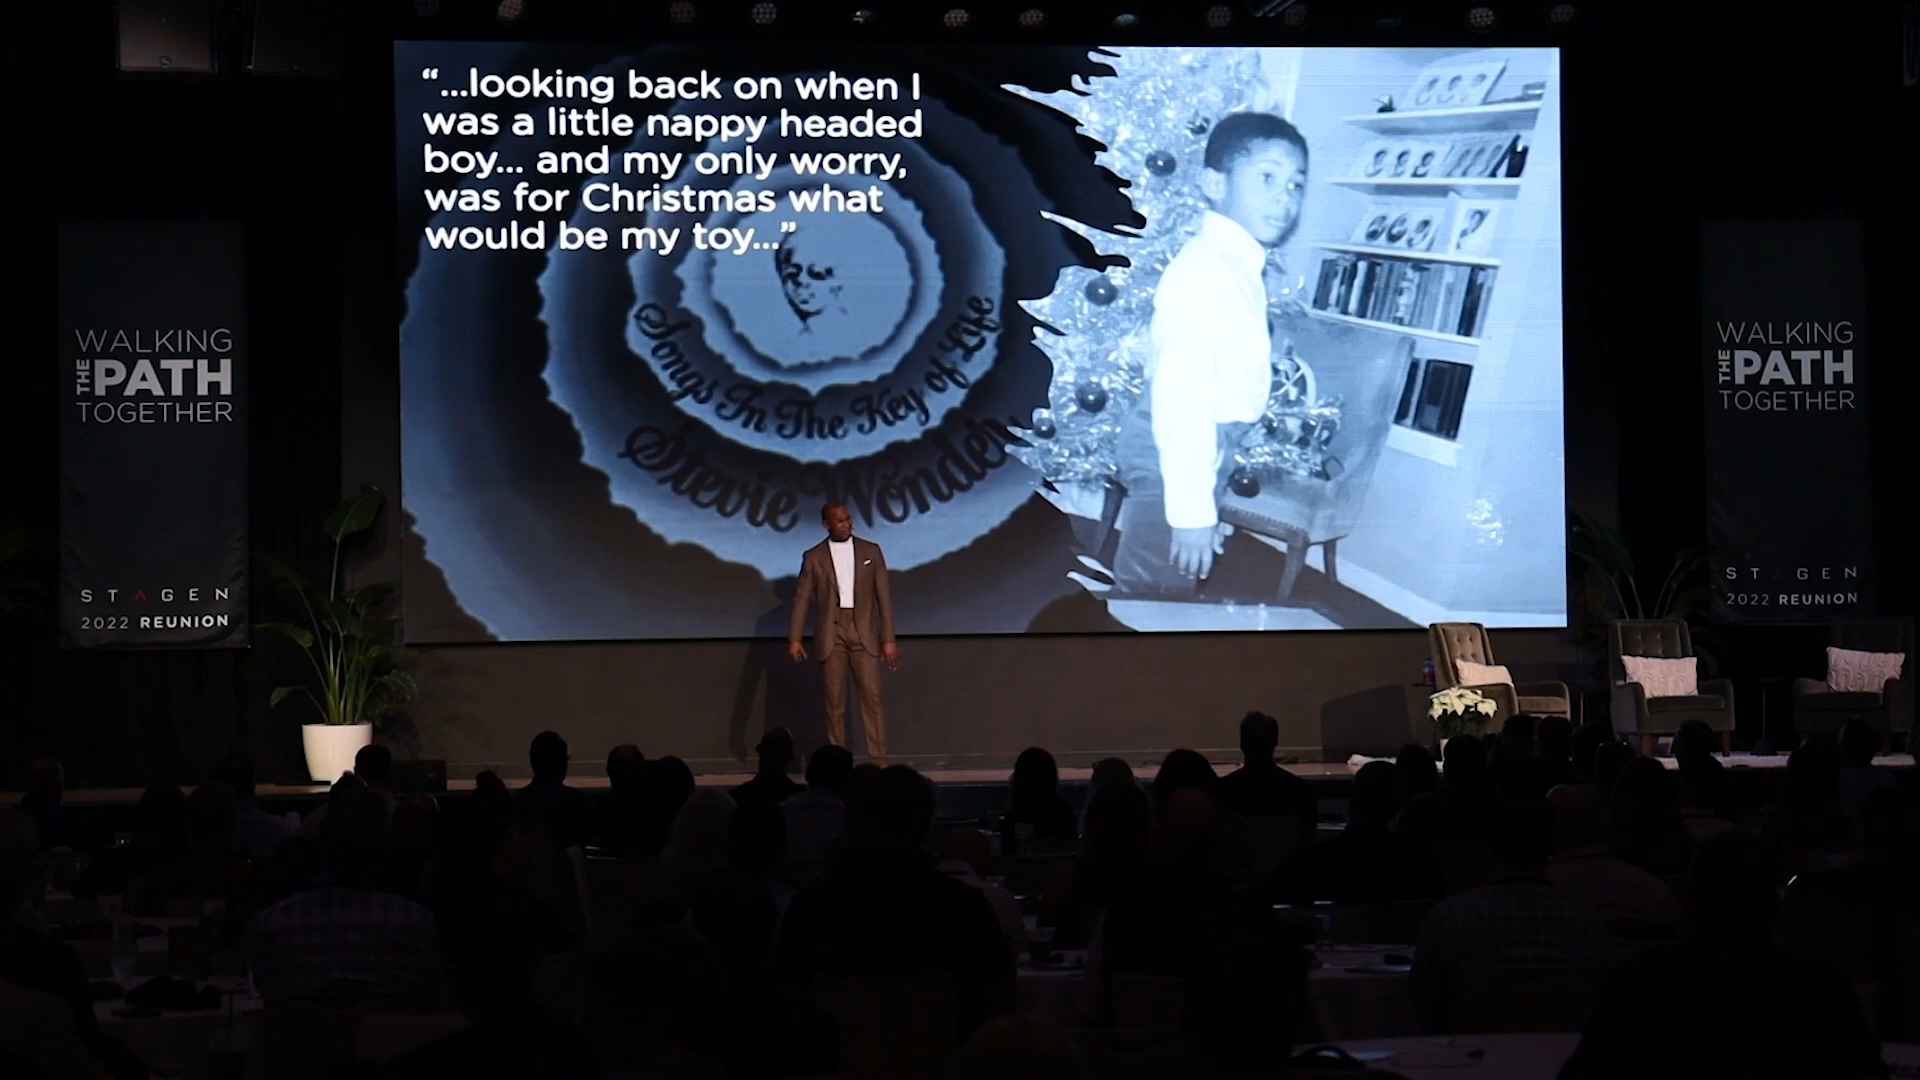 “...looking back on when I
was a little nappy headed
boy... and my only worry,
was for Christmas what
would be my toy...”
Songs In The Key of Life
Stevie Wonder
WALKING
THE PATH
TOGETHER
STAGEN
2022 REUNION
WALKING
THE PATH
TOGETHER
STAGEN
2022 REUNION